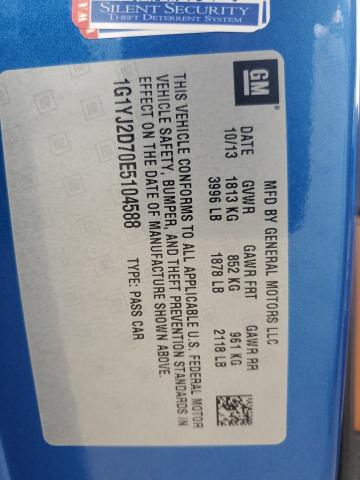 SILENT SECURITY
THEFT DETERRENT SYSTEM
GM
MFD BY GENERAL MOTORS LLC
DATE GVWR GAWR FRT GAWR RR
10/13 1813 KG 852 KG 961 KG
3996 LB 1878 LB 2118 LB
THIS VEHICLE CONFORMS TO ALL APPLICABLE U.S. FEDERAL MOTOR
VEHICLE SAFETY, BUMPER, AND THEFT PREVENTION STANDARDS IN
EFFECT ON THE DATE OF MANUFACTURE SHOWN ABOVE.
1G1YJ2D70E5104588 TYPE: PASS CAR